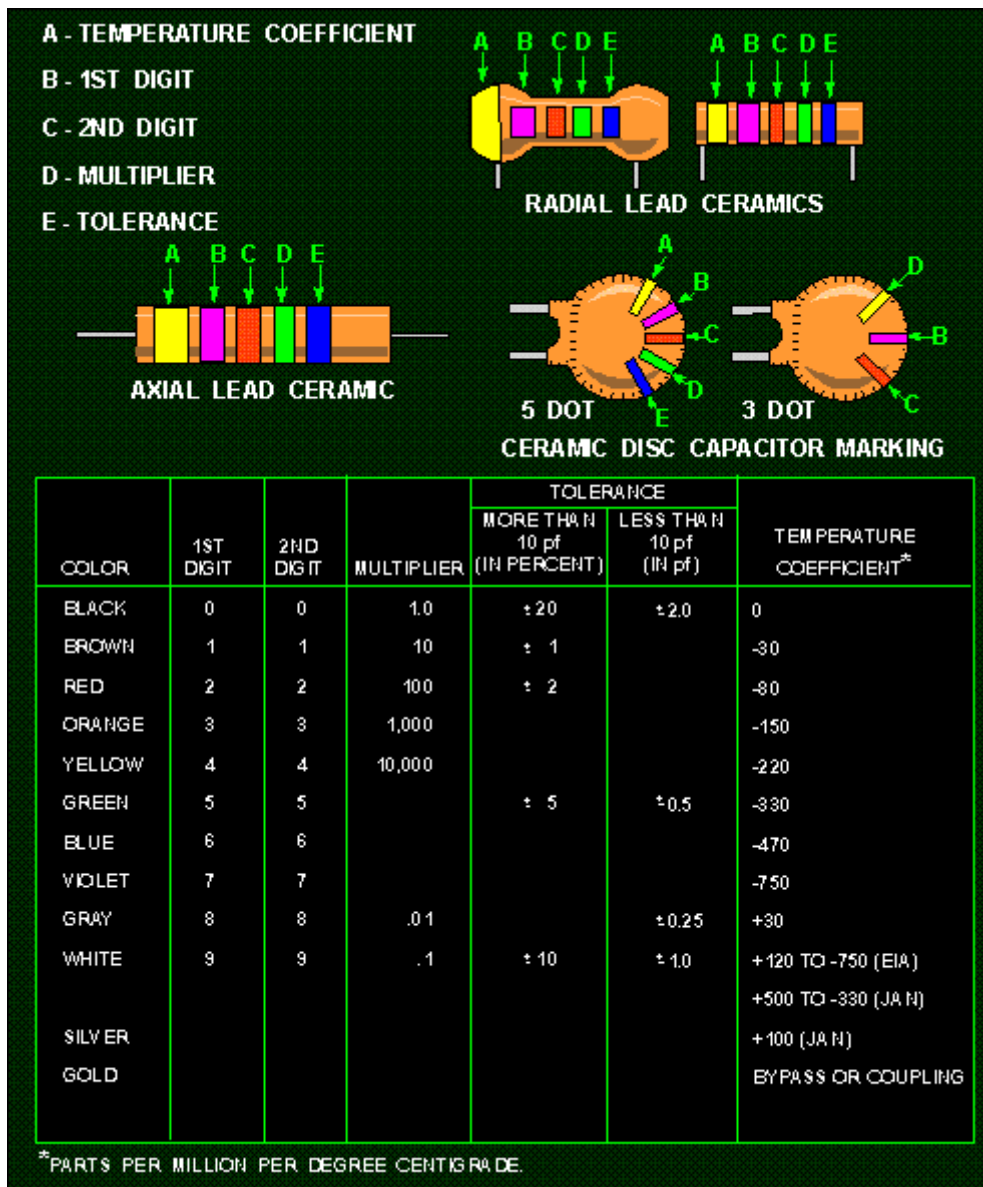 A - TEMPERATURE COEFFICIENT
B - 1ST DIGIT
C - 2ND DIGIT
D - MULTIPLIER
E - TOLERANCE
A B C D E
A B C D E
RADIAL LEAD CERAMICS
A B C D E
AXIAL LEAD CERAMIC
A
B
C
D
E
5 DOT
D
B
C
3 DOT
CERAMIC DISC CAPACITOR MARKING
COLOR 1ST DIGIT 2ND DIGIT MULTIPLIER TOLERANCE MORE THAN 10 pf (IN PERCENT) LESS THAN 10 pf (IN pf) TEMPERATURE COEFFICIENT*
BLACK 0 0 1.0 ±20 ±2.0 0
BROWN 1 1 10 ± 1 -30
RED 2 2 100 ± 2 -80
ORANGE 3 3 1,000 -150
YELLOW 4 4 10,000 -220
GREEN 5 5 ± 5 ±0.5 -330
BLUE 6 6 -470
VIOLET 7 7 -750
GRAY 8 8 .01 ±0.25 +30
WHITE 9 9 .1 ±10 ±1.0 +120 TO -750 (EIA)
+500 TO -330 (JAN)
SILVER +100 (JAN)
GOLD BYPASS OR COUPLING
*PARTS PER MILLION PER DEGREE CENTIGRADE.